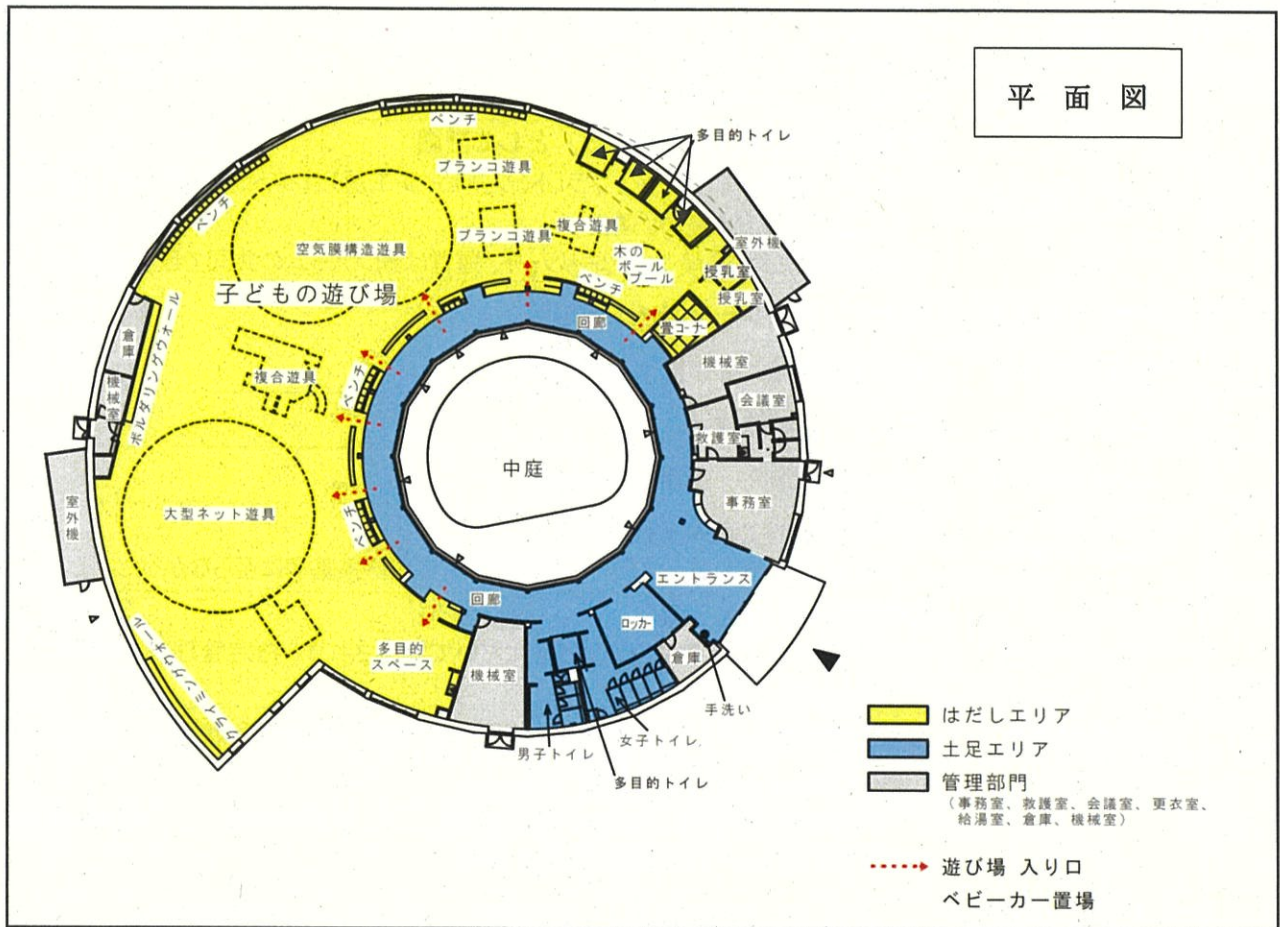 平面図
ベンチ
多目的トイレ
ブランコ遊具
ベンチ
ブランコ遊具
複合遊具
空気膜構造遊具
木の
ボール
プール
室外機
授乳室
授乳室
子どもの遊び場
ベンチ
回廊
畳コーナー
倉庫
ボルダリングウオール
機械室
機械室
複合遊具
ベンチ
会議室
救護室
中庭
事務室
室外機
大型ネット遊具
ベンチ
エントランス
回廊
ロッカー
クライミングウオール
多目的
スペース
機械室
倉庫
手洗い
男子トイレ
女子トイレ
多目的トイレ
はだしエリア
土足エリア
管理部門
(事務室、救護室、会議室、更衣室、
給湯室、倉庫、機械室)
遊び場 入り口
ベビーカー置場